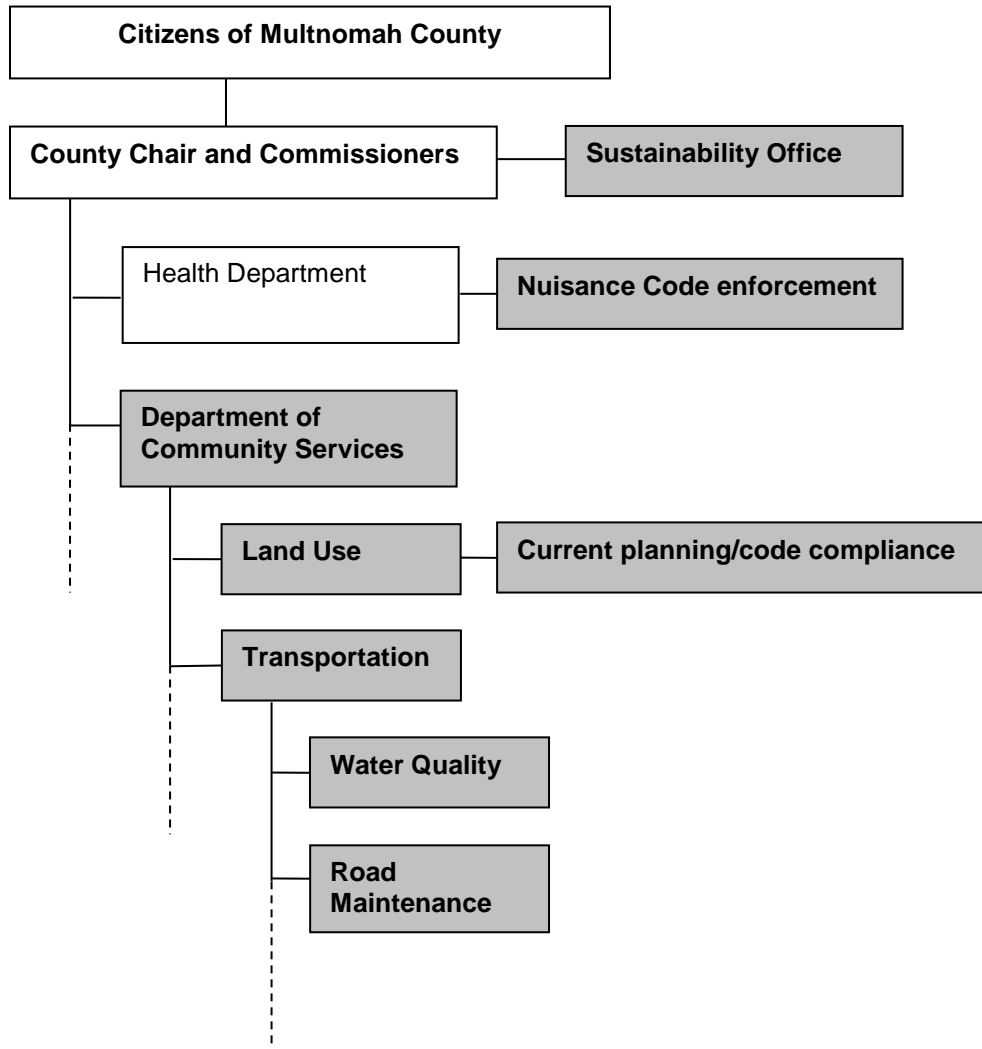 Citizens of Multnomah County
County Chair and Commissioners
Sustainability Office
Health Department
Nuisance Code enforcement
Department of
Community Services
Land Use
Current planning/code compliance
Transportation
Water Quality
Road
Maintenance